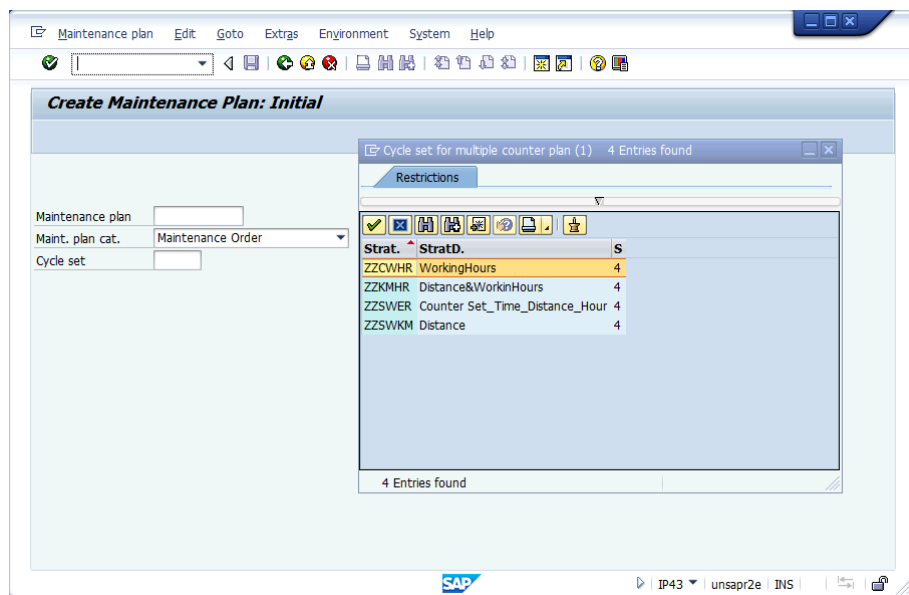 Maintenance plan Edit Goto Extras Environment System Help
Create Maintenance Plan: Initial
Cycle set for multiple counter plan (1) 4 Entries found
Restrictions
Maintenance plan
Maint. plan cat. Maintenance Order
Cycle set
Strat. StratD. S
ZZCWHR WorkingHours 4
ZZKMHR Distance&WorkinHours 4
ZZSWER Counter Set_Time_Distance_Hour 4
ZZSWKM Distance 4
4 Entries found
SAP IP43 unsapr2e INS